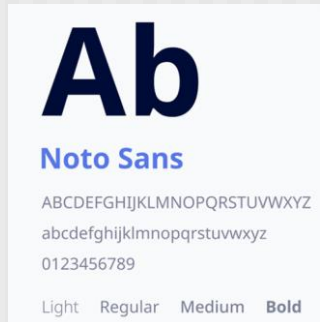 Ab
Noto Sans
ABCDEFGHIJKLMNOPQRSTUVWXYZ
abcdefghijklmnopqrstuvwxyz
0123456789
Light Regular Medium Bold